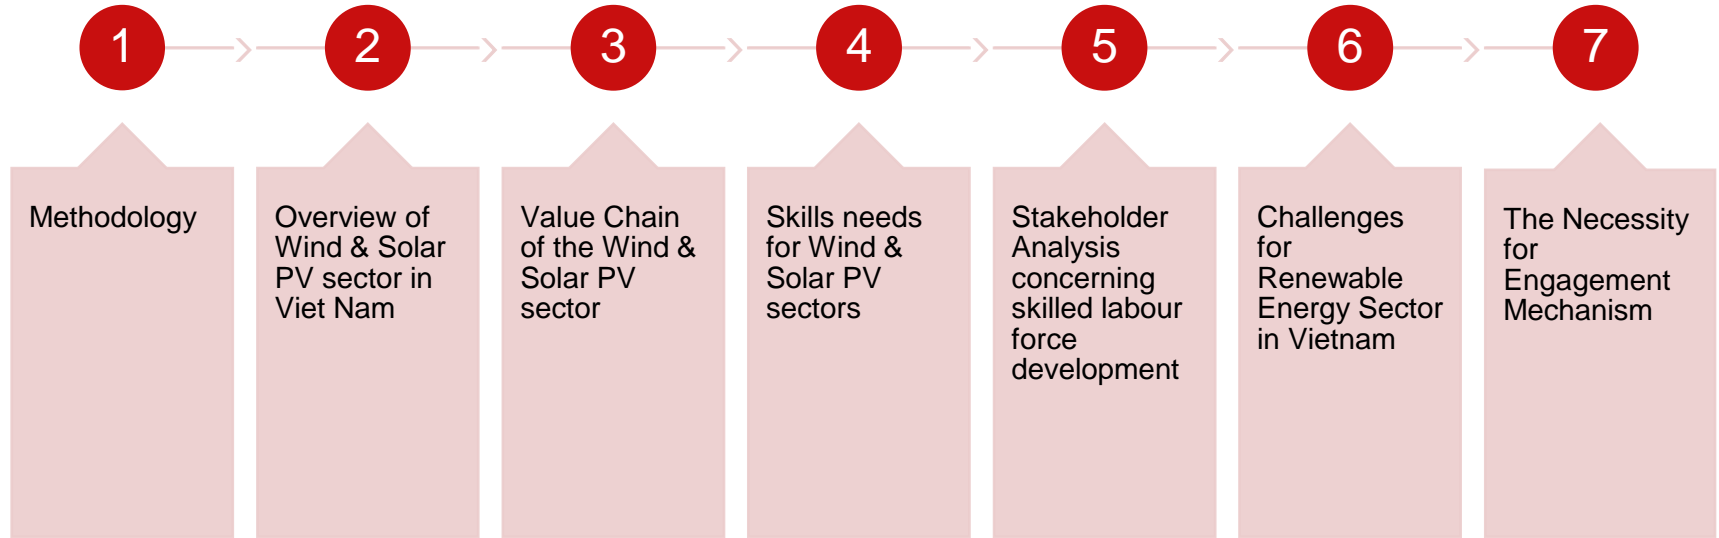 1
2
3
4
5
6
7
Methodology
Overview of
Wind & Solar
PV sector in
Viet Nam
Value Chain
of the Wind &
Solar PV
sector
Skills needs
for Wind &
Solar PV
sectors
Stakeholder
Analysis
concerning
skilled labour
force
development
Challenges
for
Renewable
Energy Sector
in Vietnam
The Necessity
for
Engagement
Mechanism